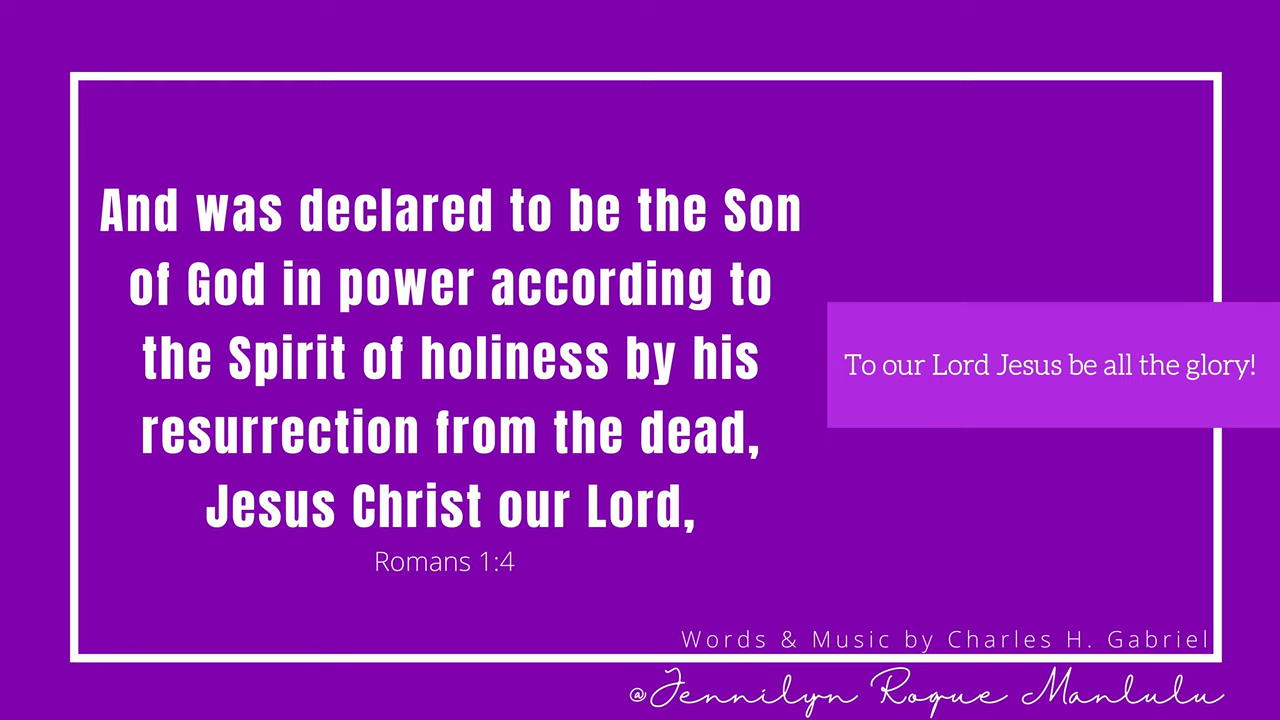 And was declared to be the Son
of God in power according to
the Spirit of holiness by his
resurrection from the dead,
Jesus Christ our Lord,
Romans 1:4
To our Lord Jesus be all the glory!
Words & Music by Charles H. Gabriel
@Jennilyn Roque Manlulu